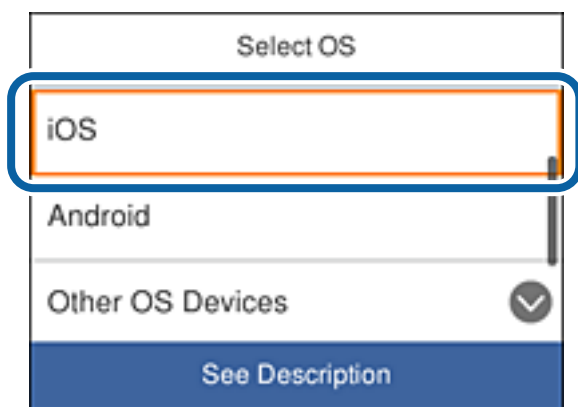 Select OS
iOS
Android
Other OS Devices
See Description